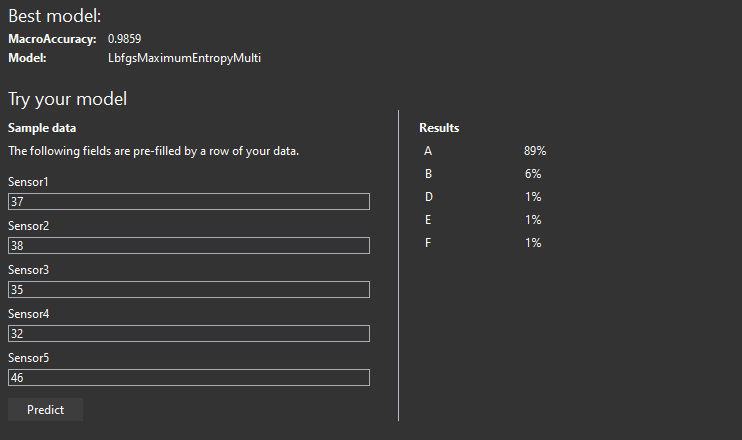 Best model:
MacroAccuracy: 0.9859
Model: LbfgsMaximumEntropyMulti
Try your model
Sample data
The following fields are pre-filled by a row of your data.
Sensor1
37
Sensor2
38
Sensor3
35
Sensor4
32
Sensor5
46
Predict
Results
A 89%
B 6%
D 1%
E 1%
F 1%